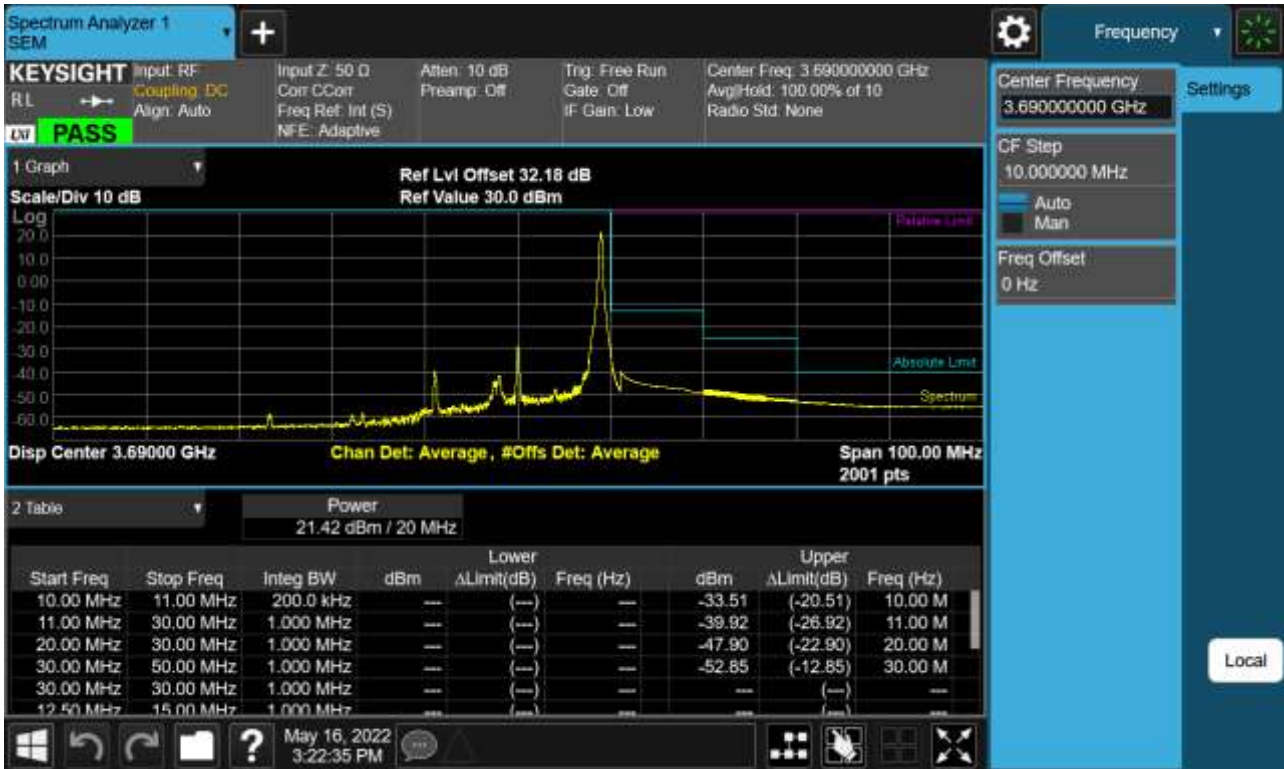 Spectrum Analyzer 1
SEM
+
Frequency
KEYSIGHT
RL
LXI
PASS
Input: RF
Coupling: DC
Align: Auto
Input Z: 50 Ω
Corr CCorr
Freq Ref: Int (S)
NFE: Adaptive
Atten: 10 dB
Preamp: Off
Trig: Free Run
Gate: Off
IF Gain: Low
Center Freq: 3.690000000 GHz
Avg|Hold: 100.00% of 10
Radio Std: None
Center Frequency
3.690000000 GHz
Settings
CF Step
10.000000 MHz
Auto
Man
Freq Offset
0 Hz
1 Graph
Scale/Div 10 dB
Ref Lvl Offset 32.18 dB
Ref Value 30.0 dBm
Log
20.0
10.0
0.00
-10.0
-20.0
-30.0
-40.0
-50.0
-60.0
Relative Limit
Absolute Limit
Spectrum
Disp Center 3.69000 GHz
Chan Det: Average, #Offs Det: Average
Span 100.00 MHz
2001 pts
2 Table
Power
21.42 dBm / 20 MHz
Lower Upper
Start Freq Stop Freq Integ BW dBm ΔLimit(dB) Freq (Hz) dBm ΔLimit(dB) Freq (Hz)
10.00 MHz 11.00 MHz 200.0 kHz --- (---) --- -33.51 (-20.51) 10.00 M
11.00 MHz 30.00 MHz 1.000 MHz --- (---) --- -39.92 (-26.92) 11.00 M
20.00 MHz 30.00 MHz 1.000 MHz --- (---) --- -47.90 (-22.90) 20.00 M
30.00 MHz 50.00 MHz 1.000 MHz --- (---) --- -52.85 (-12.85) 30.00 M
30.00 MHz 30.00 MHz 1.000 MHz --- (---) --- --- (---) ---
12.50 MHz 15.00 MHz 1.000 MHz --- (---) --- --- (---) ---
Local
?
May 16, 2022
3:22:35 PM